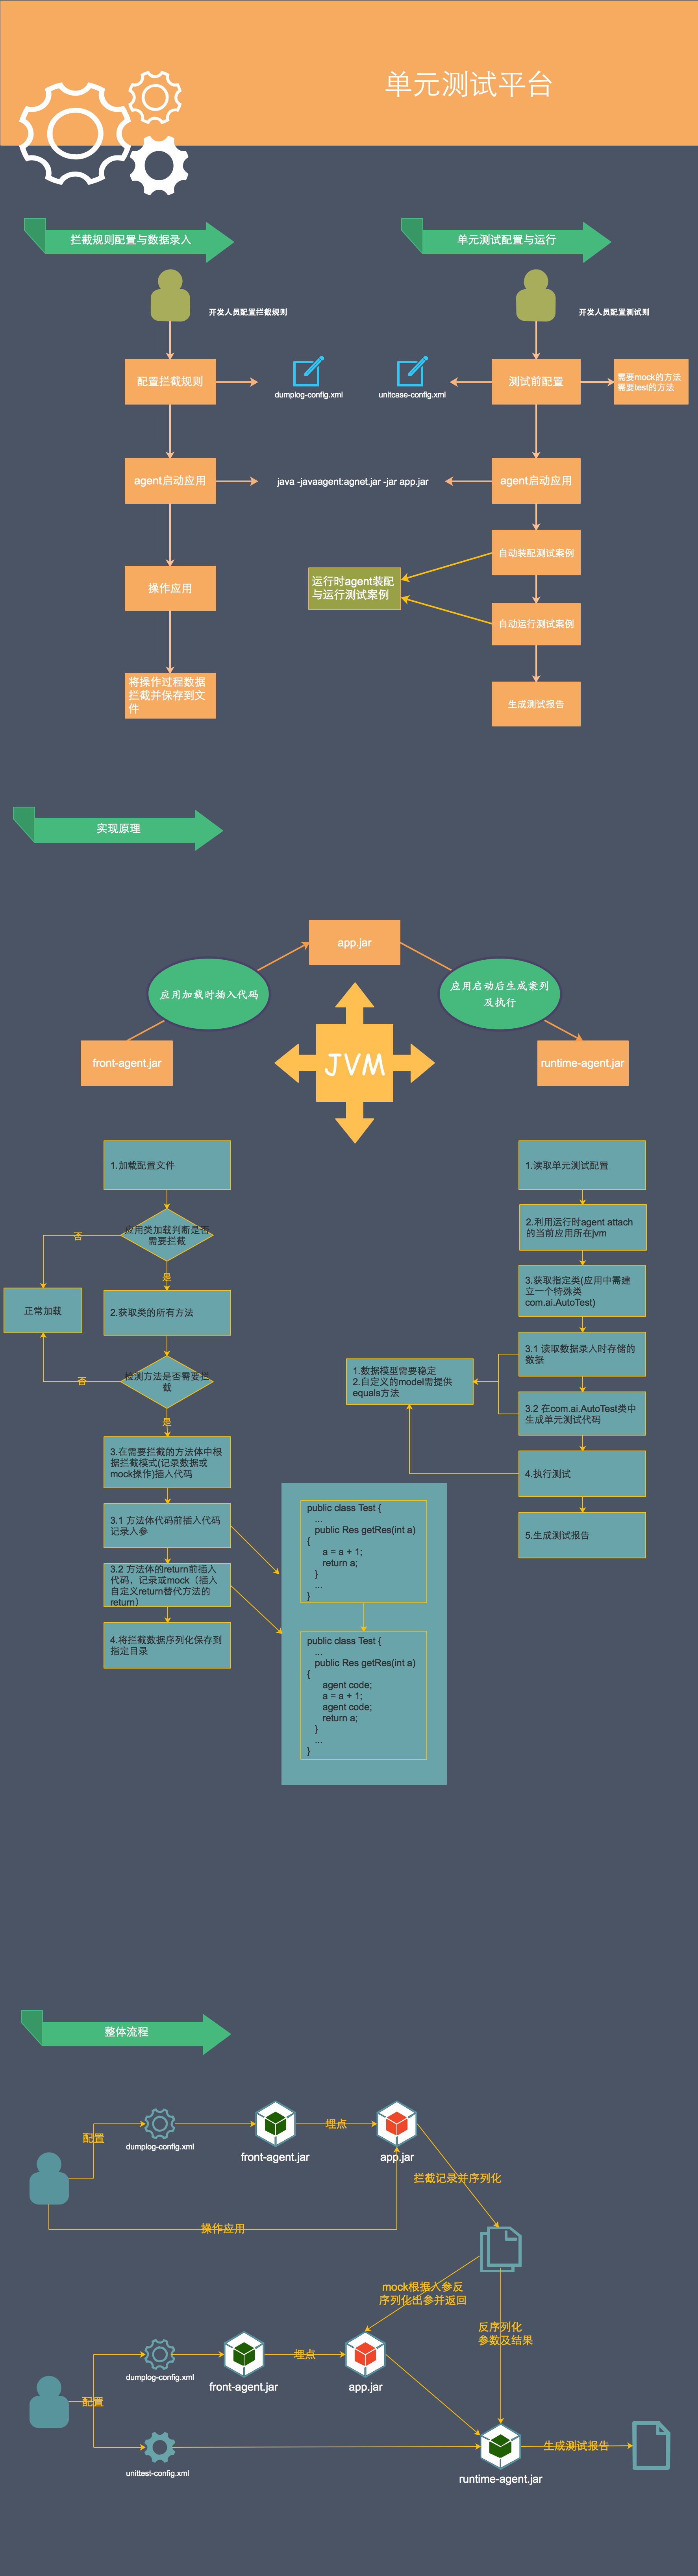 单元测试平台
拦截规则配置与数据录入
单元测试配置与运行
开发人员配置拦截规则
开发人员配置测试则
配置拦截规则
dumplog-config.xml
unitcase-config.xml
测试前配置
需要mock的方法
需要test的方法
agent启动应用
java -javaagent:agnet.jar -jar app.jar
agent启动应用
自动装配测试案例
运行时agent装配
与运行测试案例
操作应用
自动运行测试案例
将操作过程数据
拦截并保存到文
件
生成测试报告
实现原理
app.jar
应用加载时插入代码
应用启动后生成案列
及执行
front-agent.jar
JVM
runtime-agent.jar
1.加载配置文件
应用类加载判断是否
需要拦截
否
是
正常加载
2.获取类的所有方法
检测方法是否需要拦
截
否
是
3.在需要拦截的方法体中根
据拦截模式(记录数据或
mock操作)插入代码
3.1 方法体代码前插入代码
记录入参
3.2 方法体的return前插入
代码，记录或mock（插入
自定义return替代方法的
return）
4.将拦截数据序列化保存到
指定目录
1.读取单元测试配置
2.利用运行时agent attach
的当前应用所在jvm
3.获取指定类(应用中需建
立一个特殊类
com.ai.AutoTest)
3.1 读取数据录入时存储的
数据
1.数据模型需要稳定
2.自定义的model需提供
equals方法
3.2 在com.ai.AutoTest类中
生成单元测试代码
4.执行测试
5.生成测试报告
public class Test {
...
public Res getRes(int a)
{
a = a + 1;
return a;
}
...
}
public class Test {
...
public Res getRes(int a)
{
agent code;
a = a + 1;
agent code;
return a;
}
...
}
整体流程
配置
dumplog-config.xml
front-agent.jar
埋点
app.jar
拦截记录并序列化
操作应用
mock根据入参反
序列化出参并返回
反序列化
参数及结果
dumplog-config.xml
front-agent.jar
埋点
app.jar
配置
unittest-config.xml
runtime-agent.jar
生成测试报告